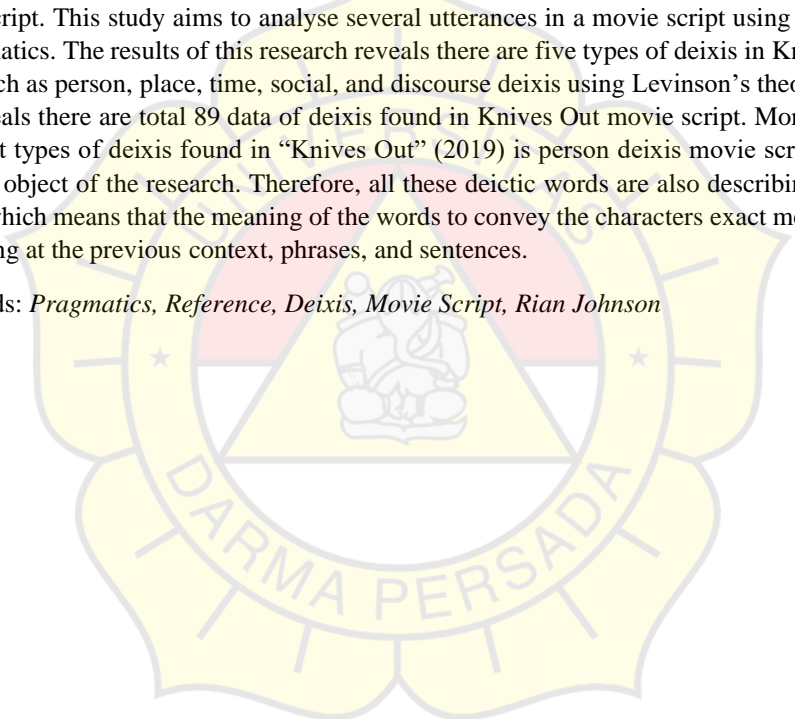 ript. This study aims to analyse several utterances in a movie script using
matics. The results of this research reveals there are five types of deixis in Kn
ch as person, place, time, social, and discourse deixis using Levinson's theo
eals there are total 89 data of deixis found in Knives Out movie script. Mor
t types of deixis found in “Knives Out” (2019) is person deixis movie scr
object of the research. Therefore, all these deictic words are also describin
which means that the meaning of the words to convey the characters exact me
ng at the previous context, phrases, and sentences.
ds: Pragmatics, Reference, Deixis, Movie Script, Rian Johnson
UNIVERSITAS
DARMA PERSADA